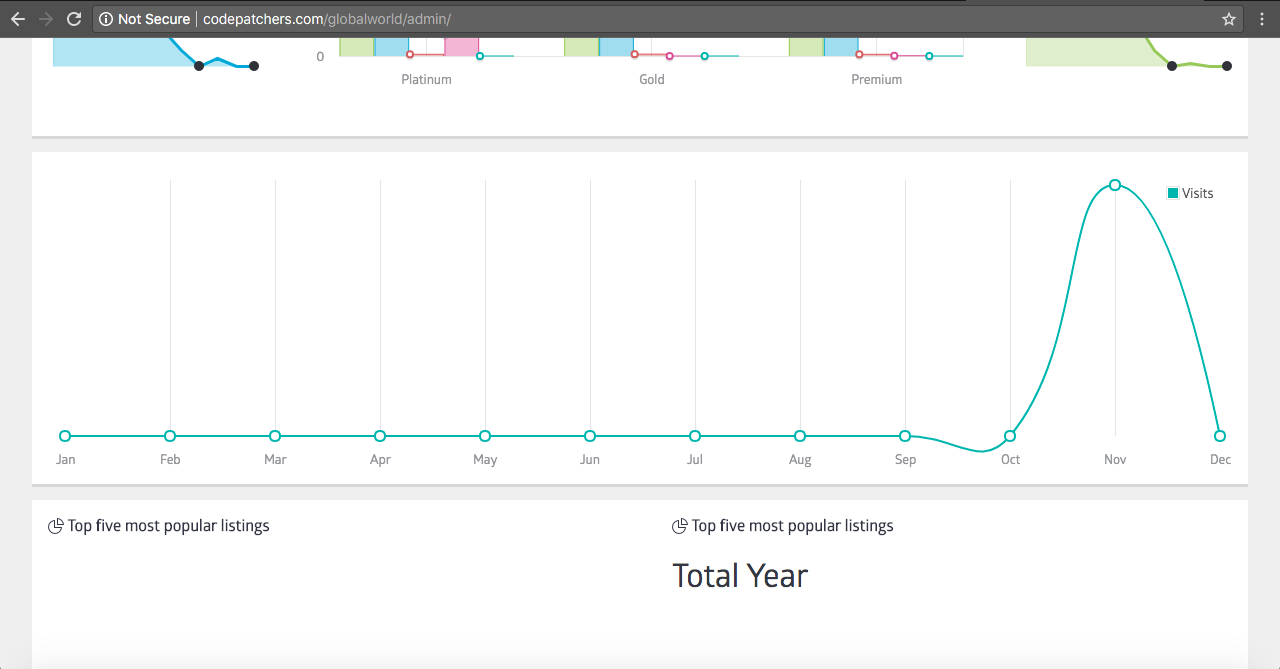 Not Secure | codepatchers.com/globalworld/admin/
0
Platinum Gold Premium
Visits
Jan Feb Mar Apr May Jun Jul Aug Sep Oct Nov Dec
Top five most popular listings
Top five most popular listings
Total Year